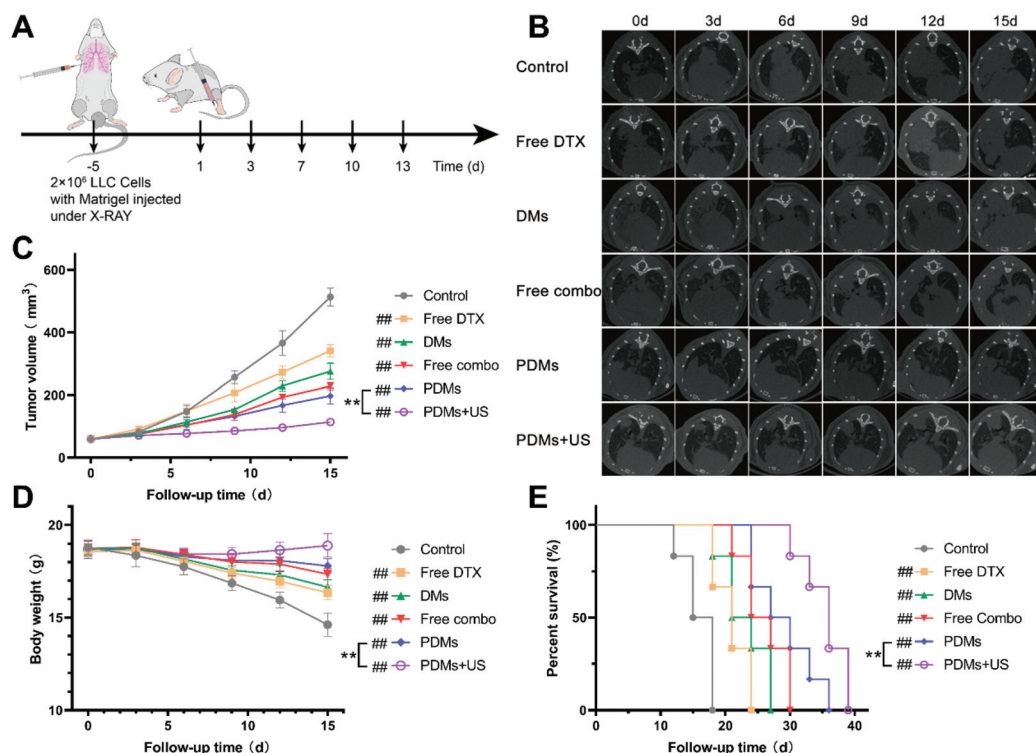 A
-5
1
3
7
10
13
Time (d)
2×10⁶ LLC Cells
with Matrigel injected
under X-RAY
B
0d 3d 6d 9d 12d 15d
Control
Free DTX
DMs
Free combo
PDMs
PDMs+US
C
Tumor volume（ mm³）
600
400
200
0
0 5 10 15
Follow-up time（d）
Control
## Free DTX
## DMs
## Free combo
## PDMs
**
## PDMs+US
D
Body weight (g)
20
15
10
0 5 10 15
Follow-up time（d）
Control
## Free DTX
## DMs
## Free combo
## PDMs
**
## PDMs+US
E
Percent survival (%)
100
50
0
0 10 20 30 40
Follow-up time（d）
Control
## Free DTX
## DMs
## Free Combo
## PDMs
**
## PDMs+US